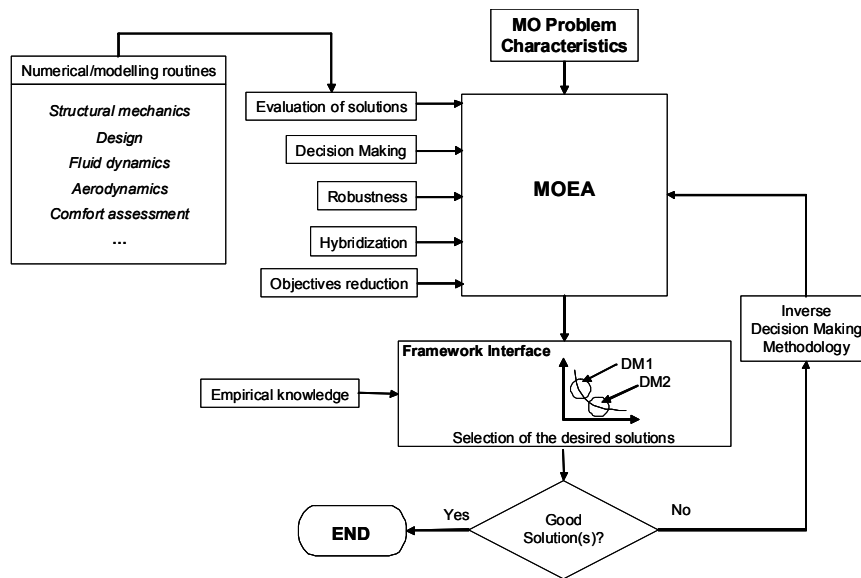 MO Problem
Characteristics
Numerical/modelling routines
Structural mechanics
Design
Fluid dynamics
Aerodynamics
Comfort assessment
...
Evaluation of solutions
Decision Making
Robustness
Hybridization
Objectives reduction
MOEA
Inverse
Decision Making
Methodology
Framework Interface
DM1
DM2
Empirical knowledge
Selection of the desired solutions
Yes
Good
Solution(s)?
No
END